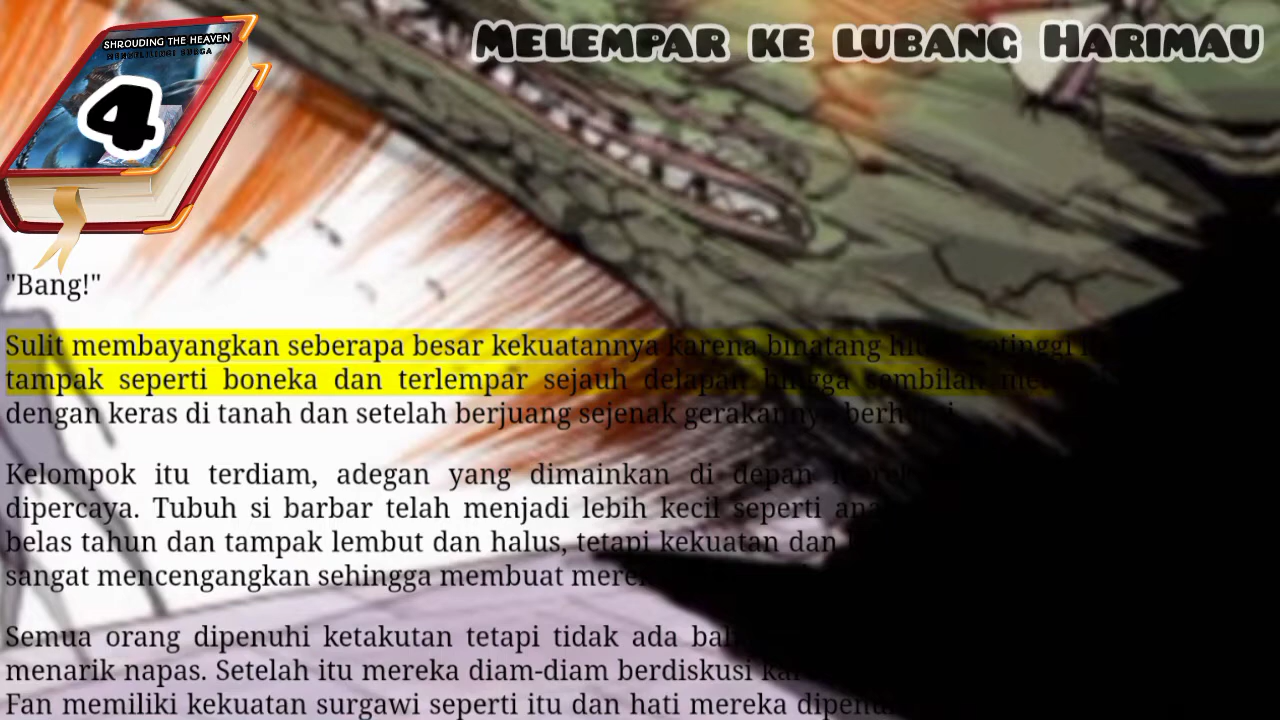 SHROUDING THE HEAVEN
4
MELEMPAR KE LUBANG HARIMAU
"Bang!"
Sulit membayangkan seberapa besar kekuatannya karena binatang
tampak seperti boneka dan terlempar sejauh delapan hingga sembilan
dengan keras di tanah dan setelah berjuang sejenak gerakannya
Kelompok itu terdiam, adegan yang dimainkan di depan
dipercaya. Tubuh si barbar telah menjadi lebih kecil seperti
belas tahun dan tampak lembut dan halus, tetapi kekuatan dan
sangat mencengangkan sehingga membuat
Semua orang dipenuhi ketakutan tetapi tidak ada
menarik napas. Setelah itu mereka diam-diam berdiskusi
Fan memiliki kekuatan surgawi seperti itu dan hati mereka